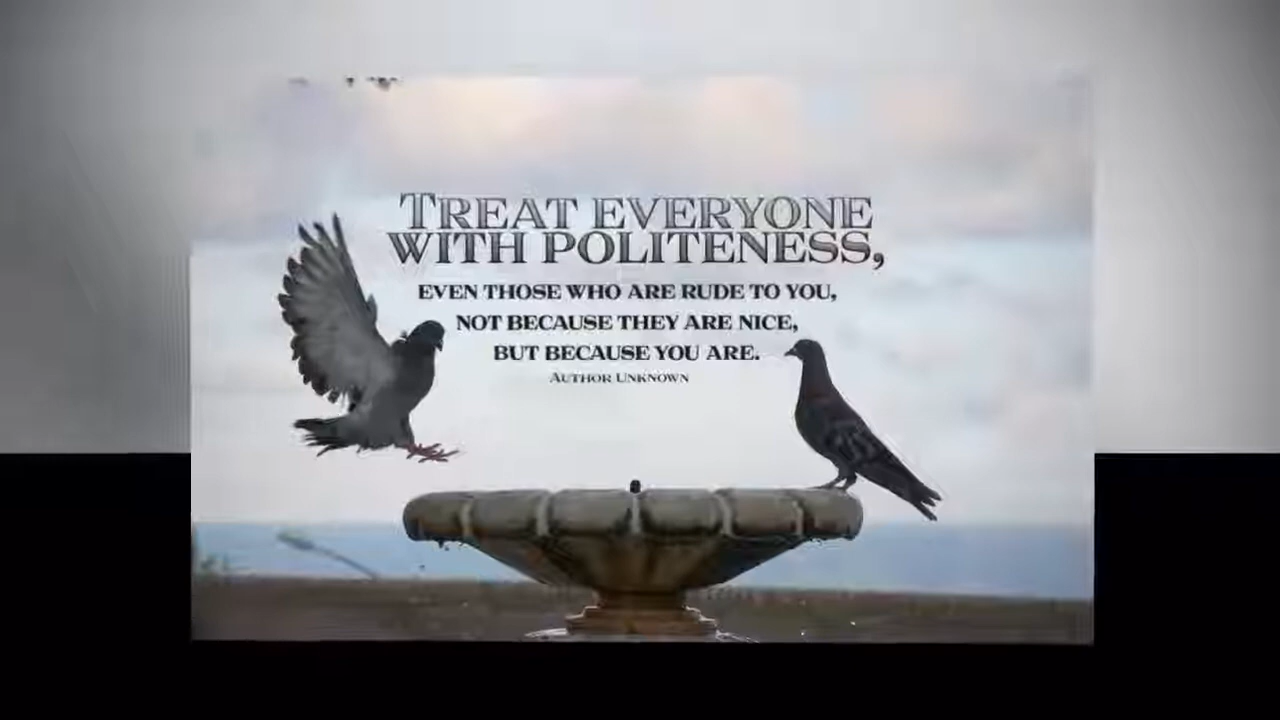 TREAT EVERYONE
WITH POLITENESS,
EVEN THOSE WHO ARE RUDE TO YOU,
NOT BECAUSE THEY ARE NICE,
BUT BECAUSE YOU ARE.
AUTHOR UNKNOWN